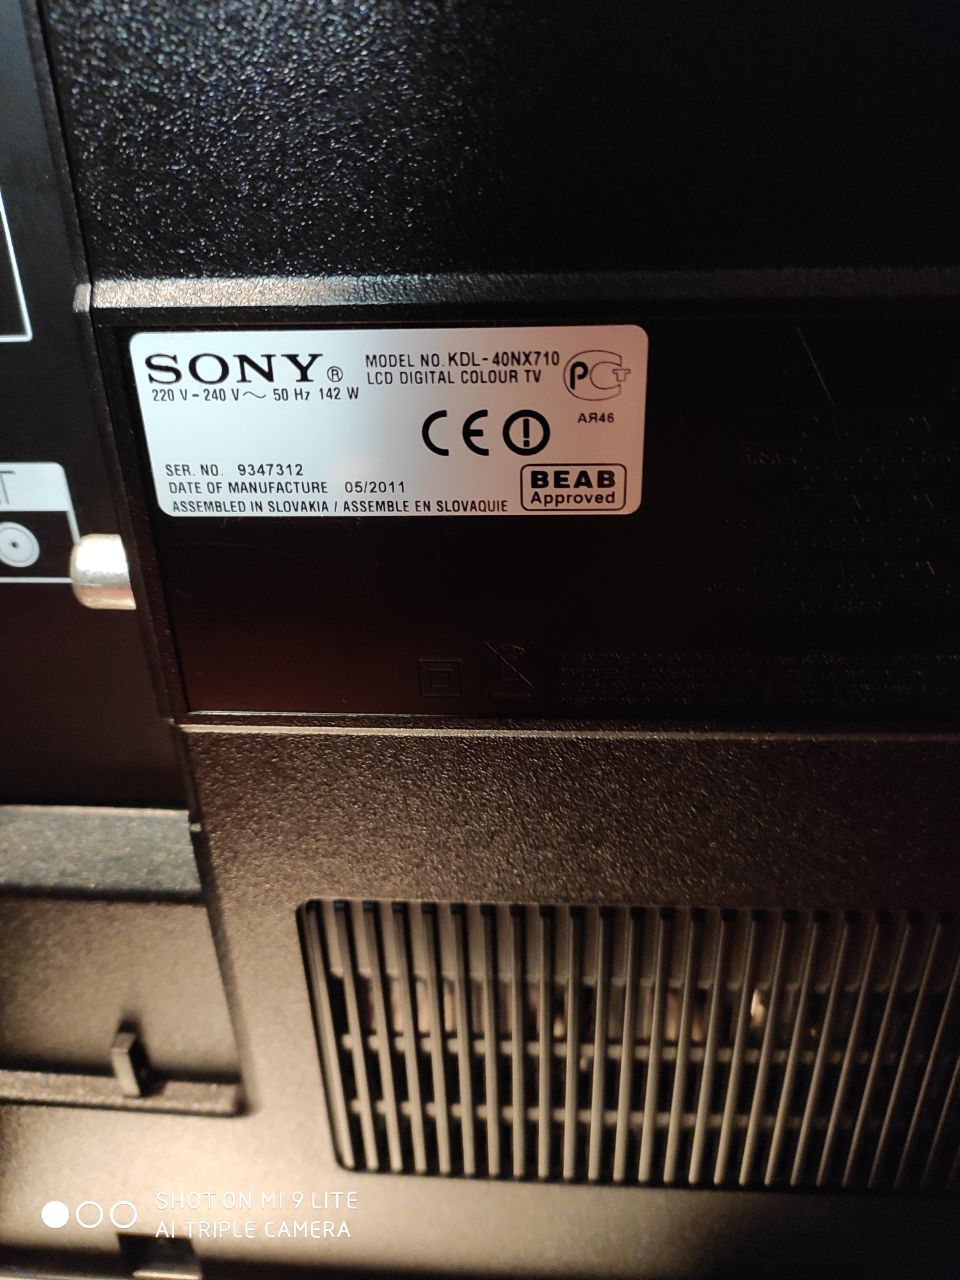 SONY®
MODEL NO. KDL-40NX710
LCD DIGITAL COLOUR TV
220 V - 240 V ~ 50 Hz 142 W
РСТ
АЯ46
CE
SER. NO. 9347312
DATE OF MANUFACTURE 05/2011
BEAB
Approved
ASSEMBLED IN SLOVAKIA / ASSEMBLE EN SLOVAQUIE
T
SHOT ON MI 9 LITE
AI TRIPLE CAMERA